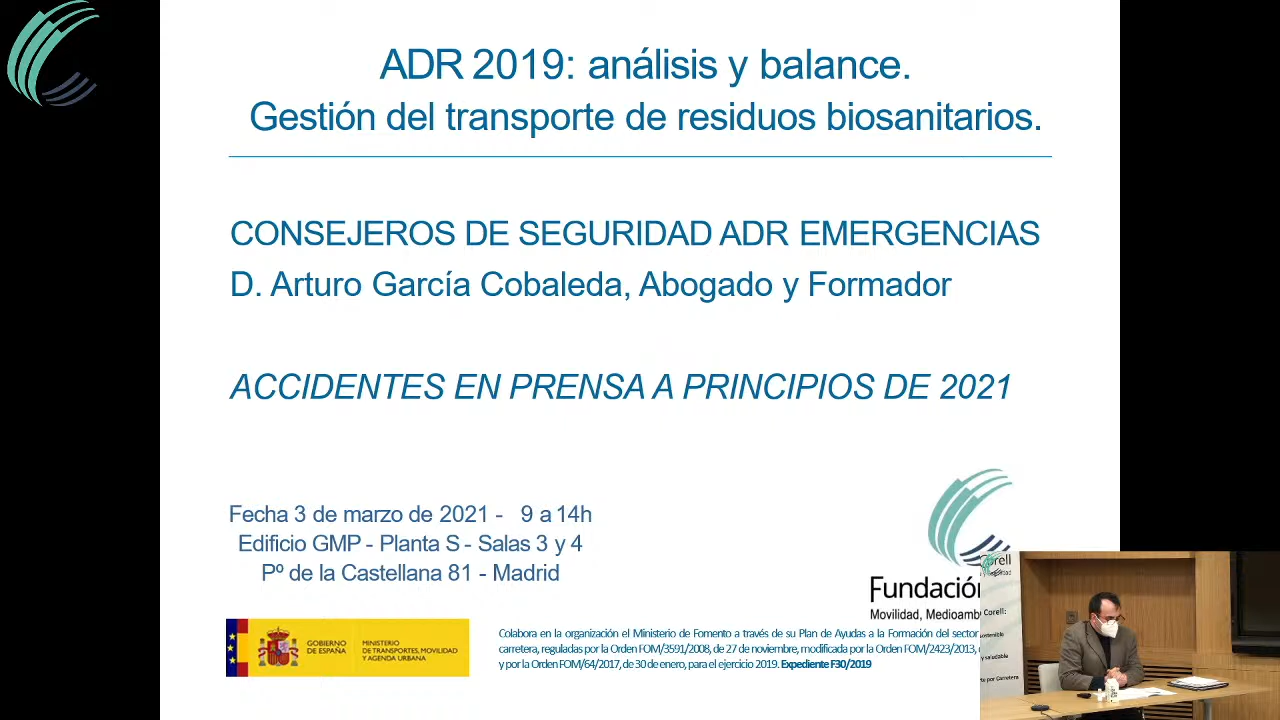 ADR 2019: análisis y balance.
Gestión del transporte de residuos biosanitarios.
CONSEJEROS DE SEGURIDAD ADR EMERGENCIAS
D. Arturo García Cobaleda, Abogado y Formador
ACCIDENTES EN PRENSA A PRINCIPIOS DE 2021
Fecha 3 de marzo de 2021 - 9 a 14h
Edificio GMP - Planta S - Salas 3 y 4
Pº de la Castellana 81 - Madrid
Fundación
Movilidad, Medioamb
GOBIERNO
DE ESPAÑA
MINISTERIO
DE TRANSPORTES, MOVILIDAD
Y AGENDA URBANA
Colabora en la organización el Ministerio de Fomento a través de su Plan de Ayudas a la Formación del sector
carretera, reguladas por la Orden FOM/3591/2008, de 27 de noviembre, modificada por la Orden FOM/2423/2013,
y por la Orden FOM/64/2017, de 30 de enero, para el ejercicio 2019. Expediente F30/2019
Corell:
y saludable
por Carretera